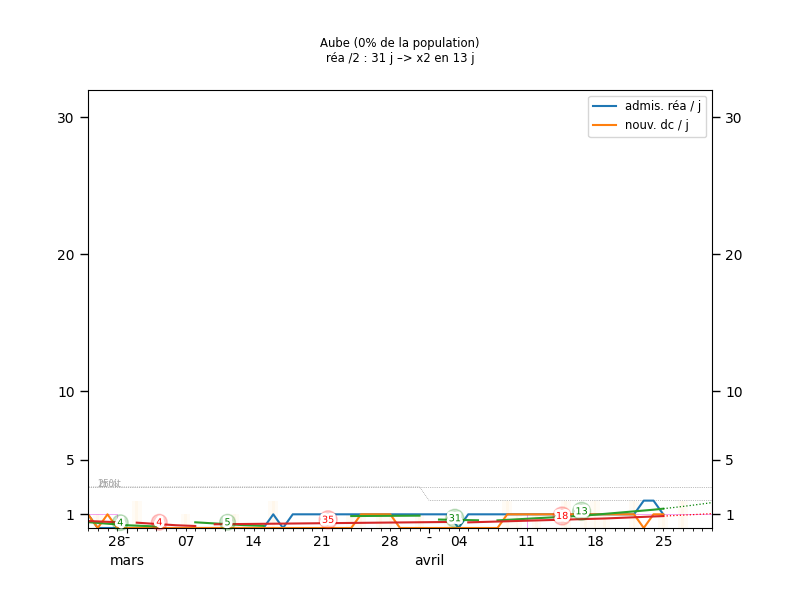 Aube (0% de la population)
réa /2 : 31 j –> x2 en 13 j
admis. réa / j
nouv. dc / j
30 30
20 20
10 10
5 5
1 1
4 4 5 35 31 18 13
28 07 14 21 28 04 11 18 25
mars avril